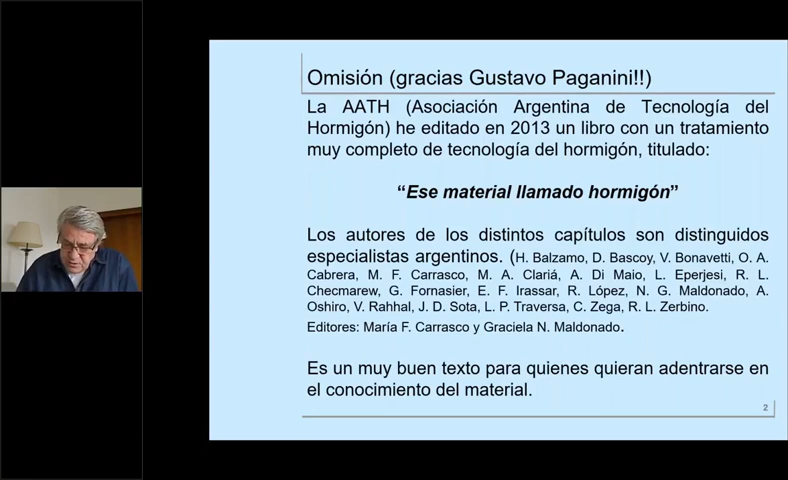 Omisión (gracias Gustavo Paganini!!)
La AATH (Asociación Argentina de Tecnología del
Hormigón) he editado en 2013 un libro con un tratamiento
muy completo de tecnología del hormigón, titulado:
“Ese material llamado hormigón”
Los autores de los distintos capítulos son distinguidos
especialistas argentinos. (H. Balzamo, D. Bascoy, V. Bonavetti, O. A.
Cabrera, M. F. Carrasco, M. A. Clariá, A. Di Maio, L. Eperjesi, R. L.
Checmarew, G. Fornasier, E. F. Irassar, R. López, N. G. Maldonado, A.
Oshiro, V. Rahhal, J. D. Sota, L. P. Traversa, C. Zega, R. L. Zerbino.
Editores: María F. Carrasco y Graciela N. Maldonado.
Es un muy buen texto para quienes quieran adentrarse en
el conocimiento del material.
2